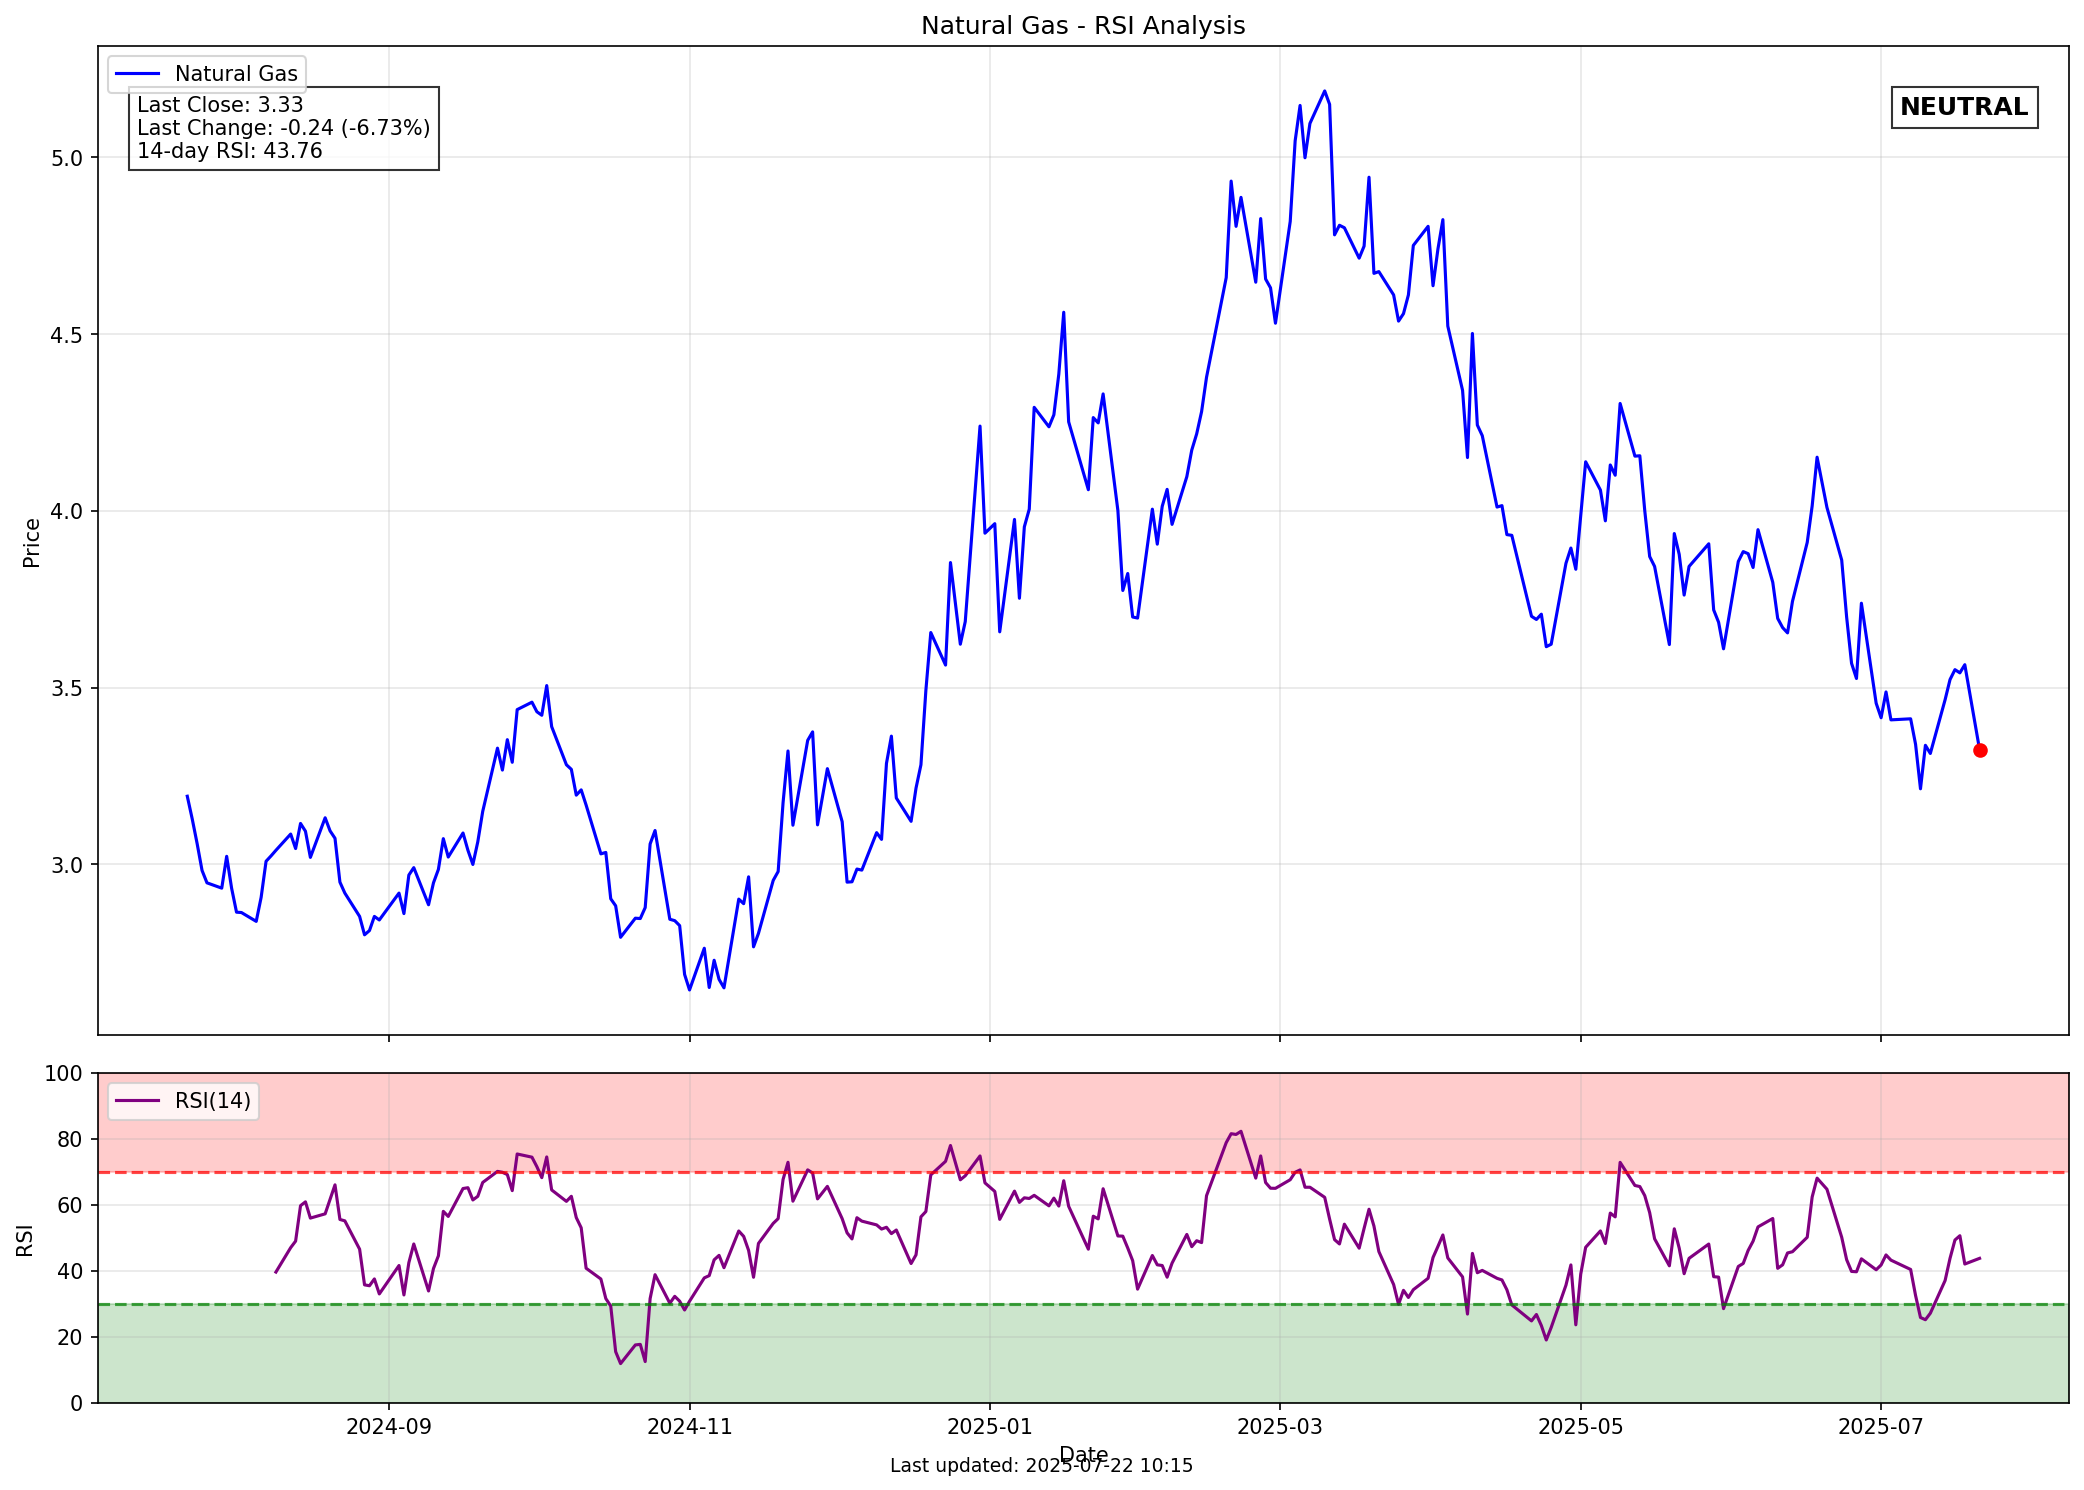 Natural Gas - RSI Analysis
Natural Gas
Last Close: 3.33
Last Change: -0.24 (-6.73%)
14-day RSI: 43.76
NEUTRAL
Price
5.0
4.5
4.0
3.5
3.0
RSI(14)
RSI
100
80
60
40
20
0
2024-09
2024-11
2025-01
2025-03
2025-05
2025-07
Date
Last updated: 2025-07-22 10:15